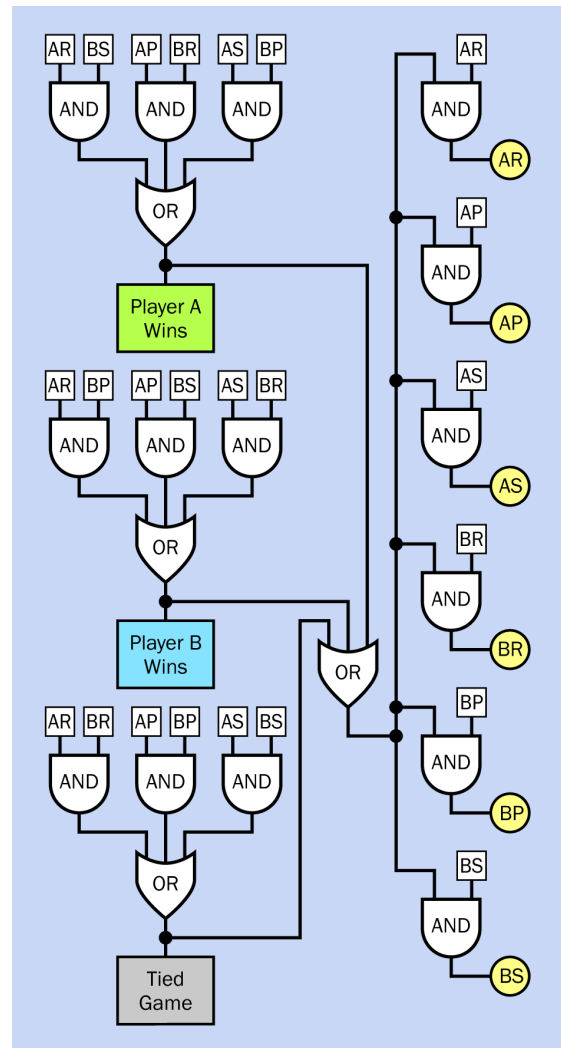 AR BS AP BR AS BP
AND AND AND
OR
Player A
Wins
AR BP AP BS AS BR
AND AND AND
OR
Player B
Wins
AR BR AP BP AS BS
AND AND AND
OR
Tied
Game
OR
AR
AND
AR
AP
AND
AP
AS
AND
AS
BR
AND
BR
BP
AND
BP
BS
AND
BS